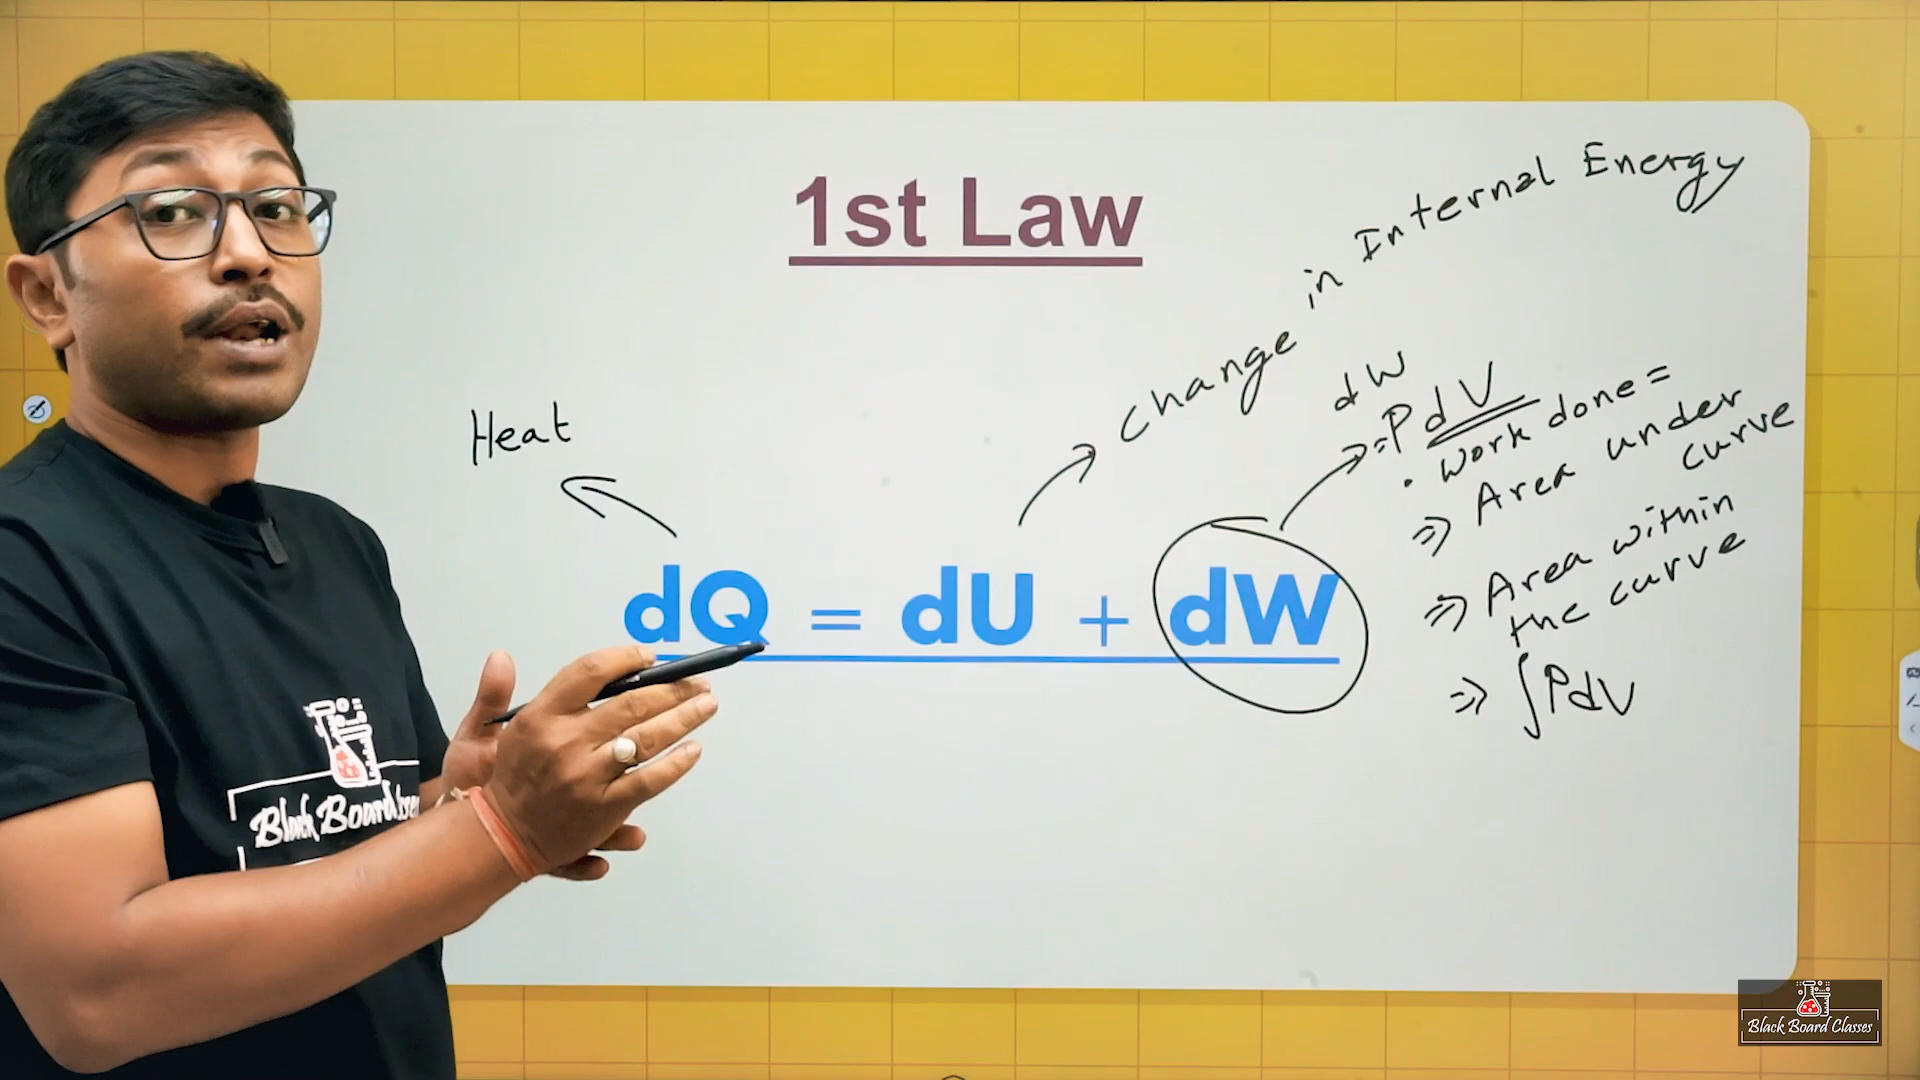 1st Law
Change in Internal Energy
Heat
dW
=PdV
. Work done =
⇒ Area under
curve
⇒ Area within
the curve
⇒ ∫PdV
dQ = dU + dW
Black Board
Black Board Classes